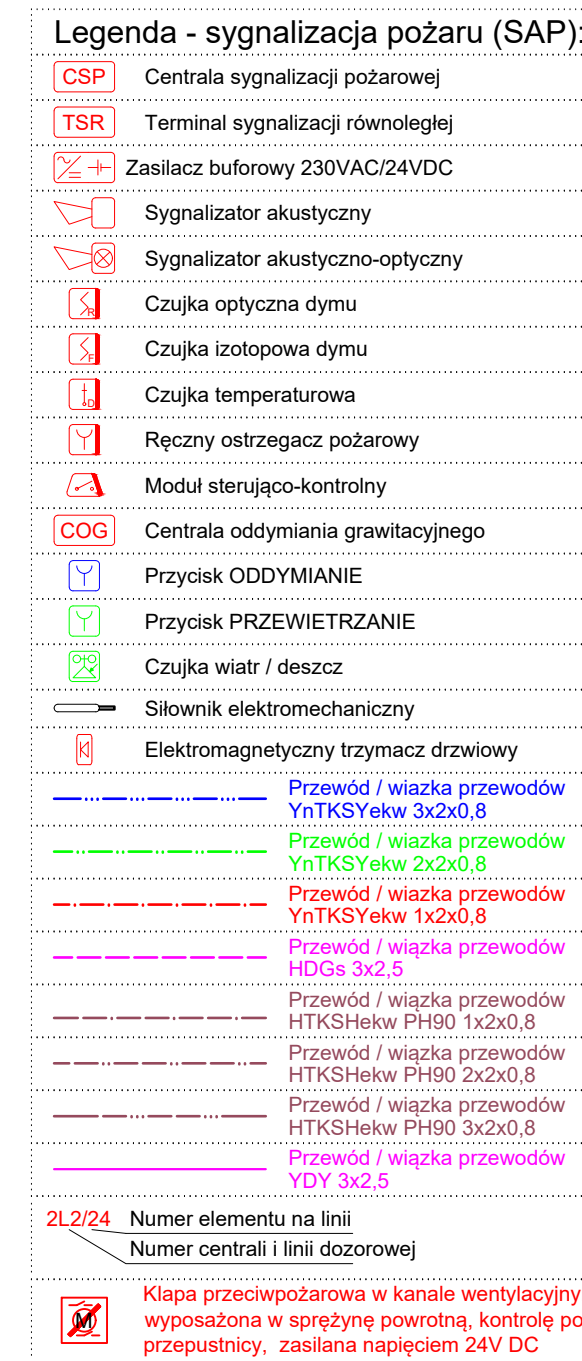 Legenda - sygnalizacja pożaru (SAP):
CSP Centrala sygnalizacji pożarowej
TSR Terminal sygnalizacji równoległej
Zasilacz buforowy 230VAC/24VDC
Sygnalizator akustyczny
Sygnalizator akustyczno-optyczny
R Czujka optyczna dymu
F Czujka izotopowa dymu
D Czujka temperaturowa
Ręczny ostrzegacz pożarowy
Moduł sterująco-kontrolny
COG Centrala oddymiania grawitacyjnego
Przycisk ODDYMIANIE
Przycisk PRZEWIETRZANIE
Czujka wiatr / deszcz
Siłownik elektromechaniczny
Elektromagnetyczny trzymacz drzwiowy
Przewód / wiazka przewodów
YnTKSYekw 3x2x0,8
Przewód / wiazka przewodów
YnTKSYekw 2x2x0,8
Przewód / wiazka przewodów
YnTKSYekw 1x2x0,8
Przewód / wiązka przewodów
HDGs 3x2,5
Przewód / wiązka przewodów
HTKSHekw PH90 1x2x0,8
Przewód / wiązka przewodów
HTKSHekw PH90 2x2x0,8
Przewód / wiązka przewodów
HTKSHekw PH90 3x2x0,8
Przewód / wiązka przewodów
YDY 3x2,5
2L2/24 Numer elementu na linii
Numer centrali i linii dozorowej
Klapa przeciwpożarowa w kanale wentylacyjny
M wyposażona w sprężynę powrotną, kontrolę po
przepustnicy, zasilana napięciem 24V DC